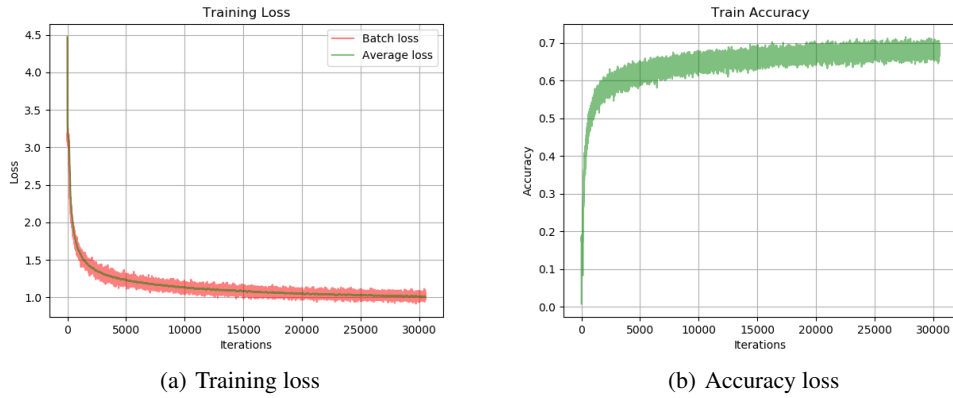 Training Loss
4.5
4.0
3.5
3.0
2.5
2.0
1.5
1.0
Loss
Batch loss
Average loss
0 5000 10000 15000 20000 25000 30000
Iterations
(a) Training loss
Train Accuracy
0.7
0.6
0.5
0.4
0.3
0.2
0.1
0.0
Accuracy
0 5000 10000 15000 20000 25000 30000
Iterations
(b) Accuracy loss